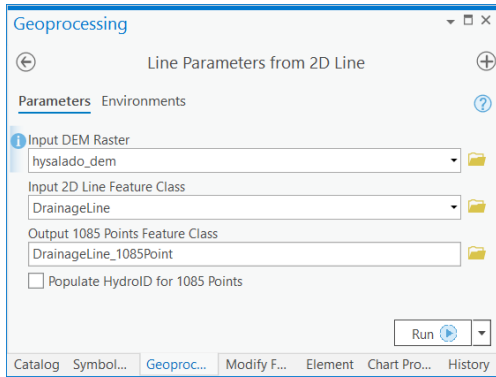 Geoprocessing
Line Parameters from 2D Line
Parameters Environments
Input DEM Raster
hysalado_dem
Input 2D Line Feature Class
DrainageLine
Output 1085 Points Feature Class
DrainageLine_1085Point
Populate HydroID for 1085 Points
Run
Catalog Symbol... Geoproc... Modify F... Element Chart Pro... History